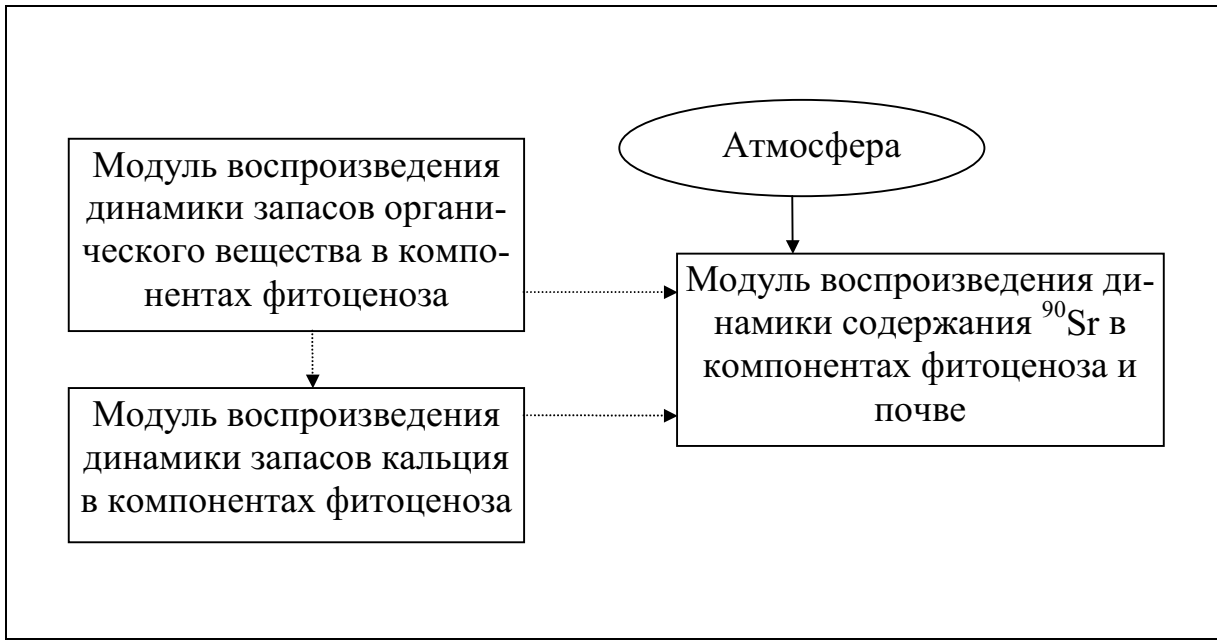 Модуль воспроизведения
динамики запасов органи-
ческого вещества в компо-
нентах фитоценоза
Атмосфера
Модуль воспроизведения ди-
намики содержания ⁹⁰Sr в
компонентах фитоценоза и
почве
Модуль воспроизведения
динамики запасов кальция
в компонентах фитоценоза